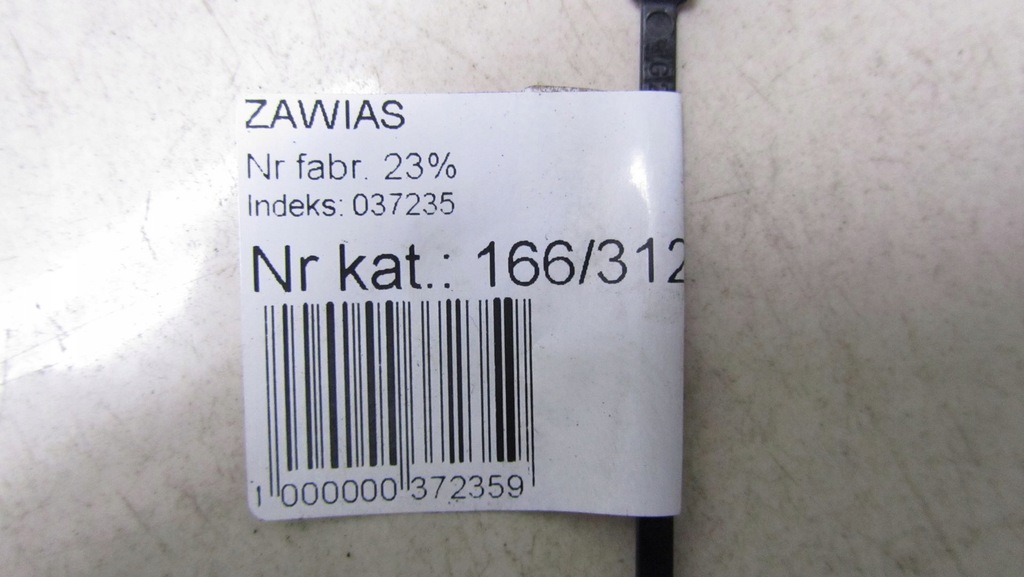 ZAWIAS
Nr fabr. 23%
Indeks: 037235
Nr kat.: 166/312
1 000000 372359